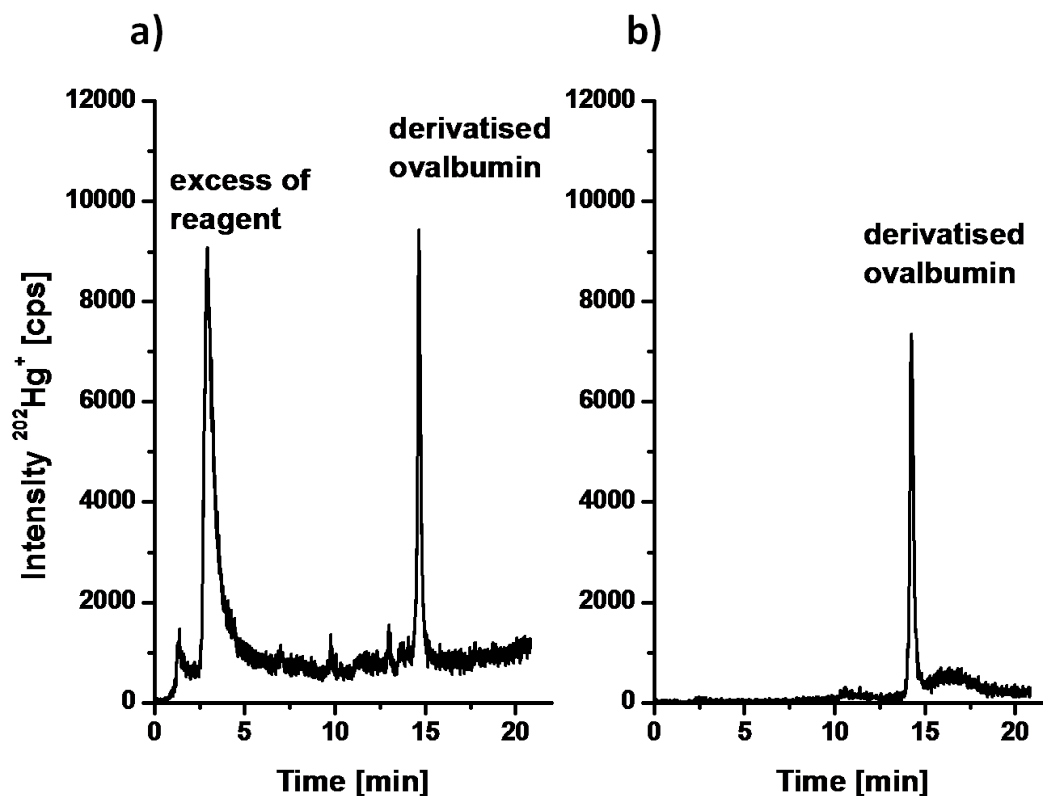 a)
12000
10000
8000
6000
4000
2000
0
0 5 10 15 20
Time [min]
Intensity ²⁰²Hg⁺ [cps]
excess of
reagent
derivatised
ovalbumin
b)
12000
10000
8000
6000
4000
2000
0
0 5 10 15 20
Time [min]
derivatised
ovalbumin